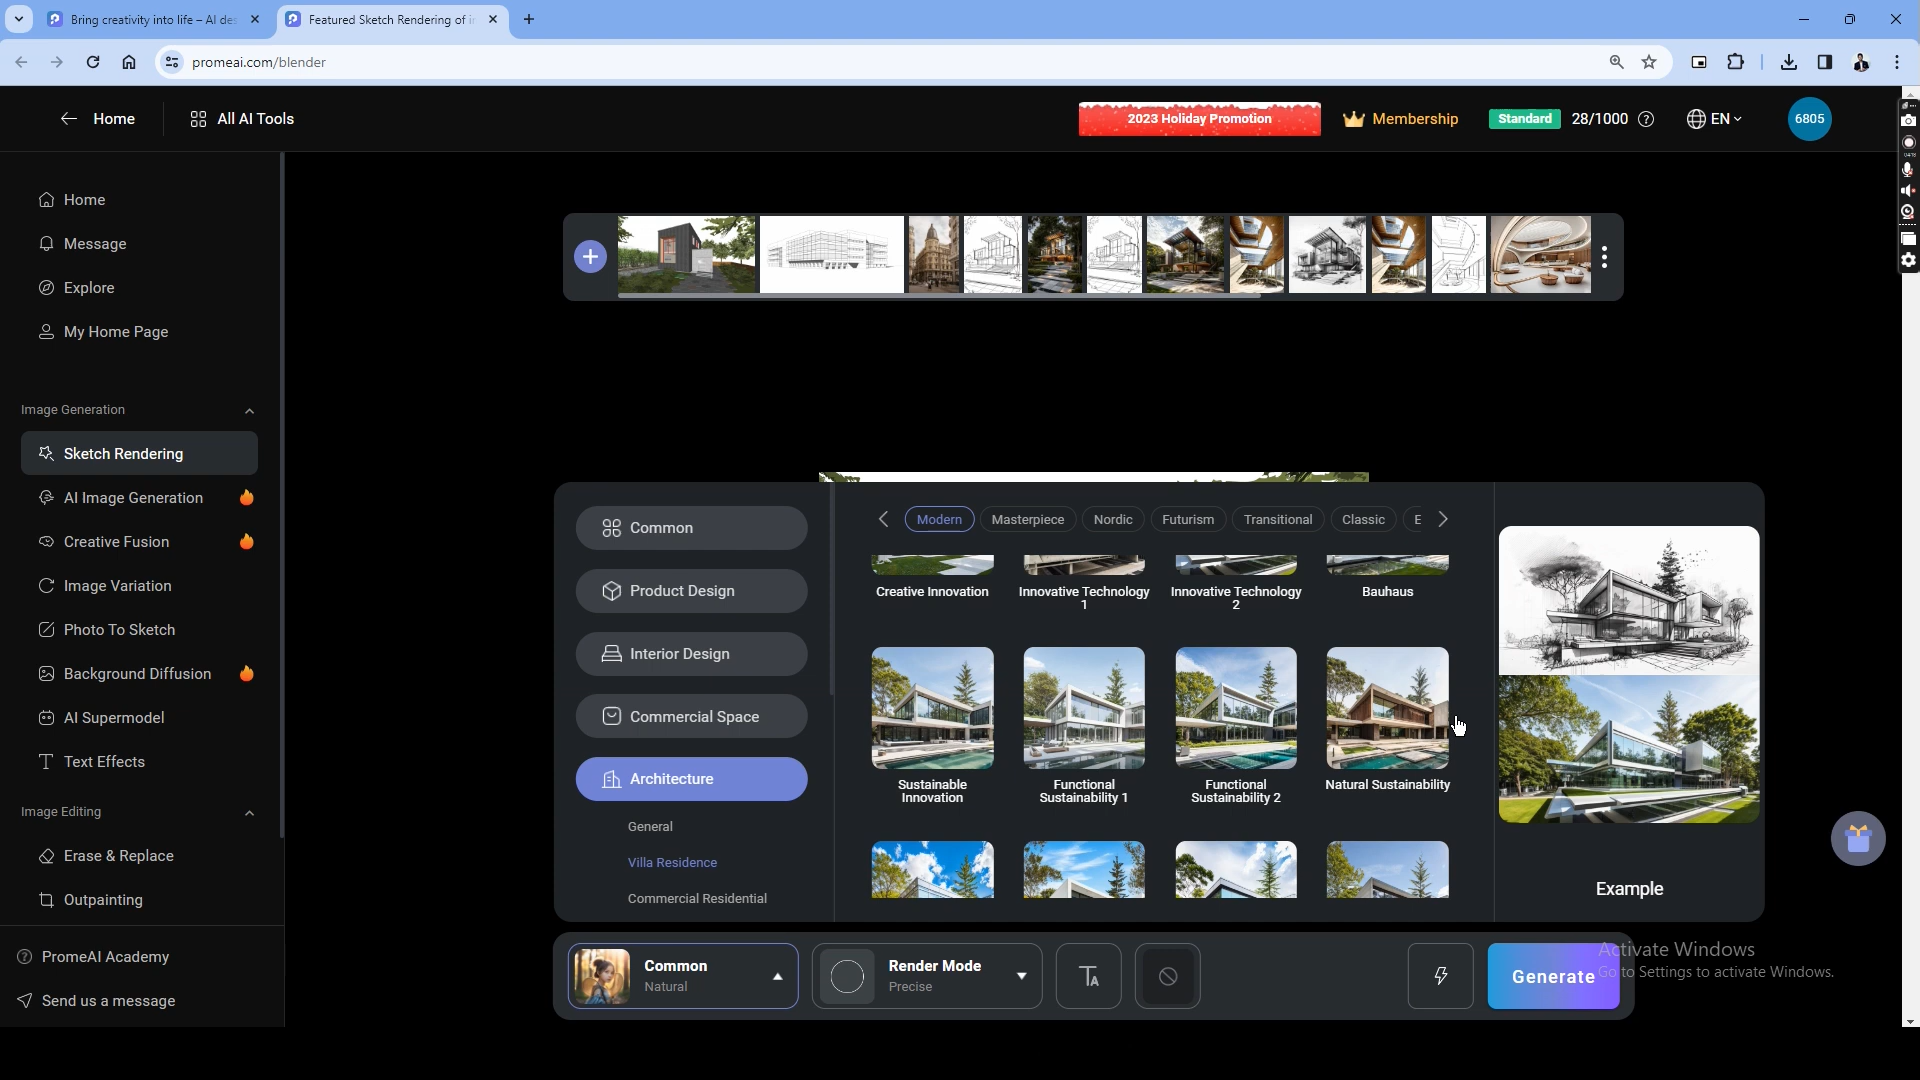 Bring creativity into life – AI des
Featured Sketch Rendering of i
promeai.com/blender
Home
All AI Tools
2023 Holiday Promotion
Membership
Standard
28/1000
EN
6805
Home
Message
Explore
My Home Page
Image Generation
Sketch Rendering
AI Image Generation
Creative Fusion
Image Variation
Photo To Sketch
Background Diffusion
AI Supermodel
Text Effects
Image Editing
Erase & Replace
Outpainting
PromeAI Academy
Send us a message
Common
Product Design
Interior Design
Commercial Space
Architecture
General
Villa Residence
Commercial Residential
Modern
Masterpiece
Nordic
Futurism
Transitional
Classic
E
Creative Innovation
Innovative Technology
1
Innovative Technology
2
Bauhaus
Sustainable
Innovation
Functional
Sustainability 1
Functional
Sustainability 2
Natural Sustainability
Example
Common
Natural
Render Mode
Precise
Generate
Activate Windows
Go to Settings to activate Windows.